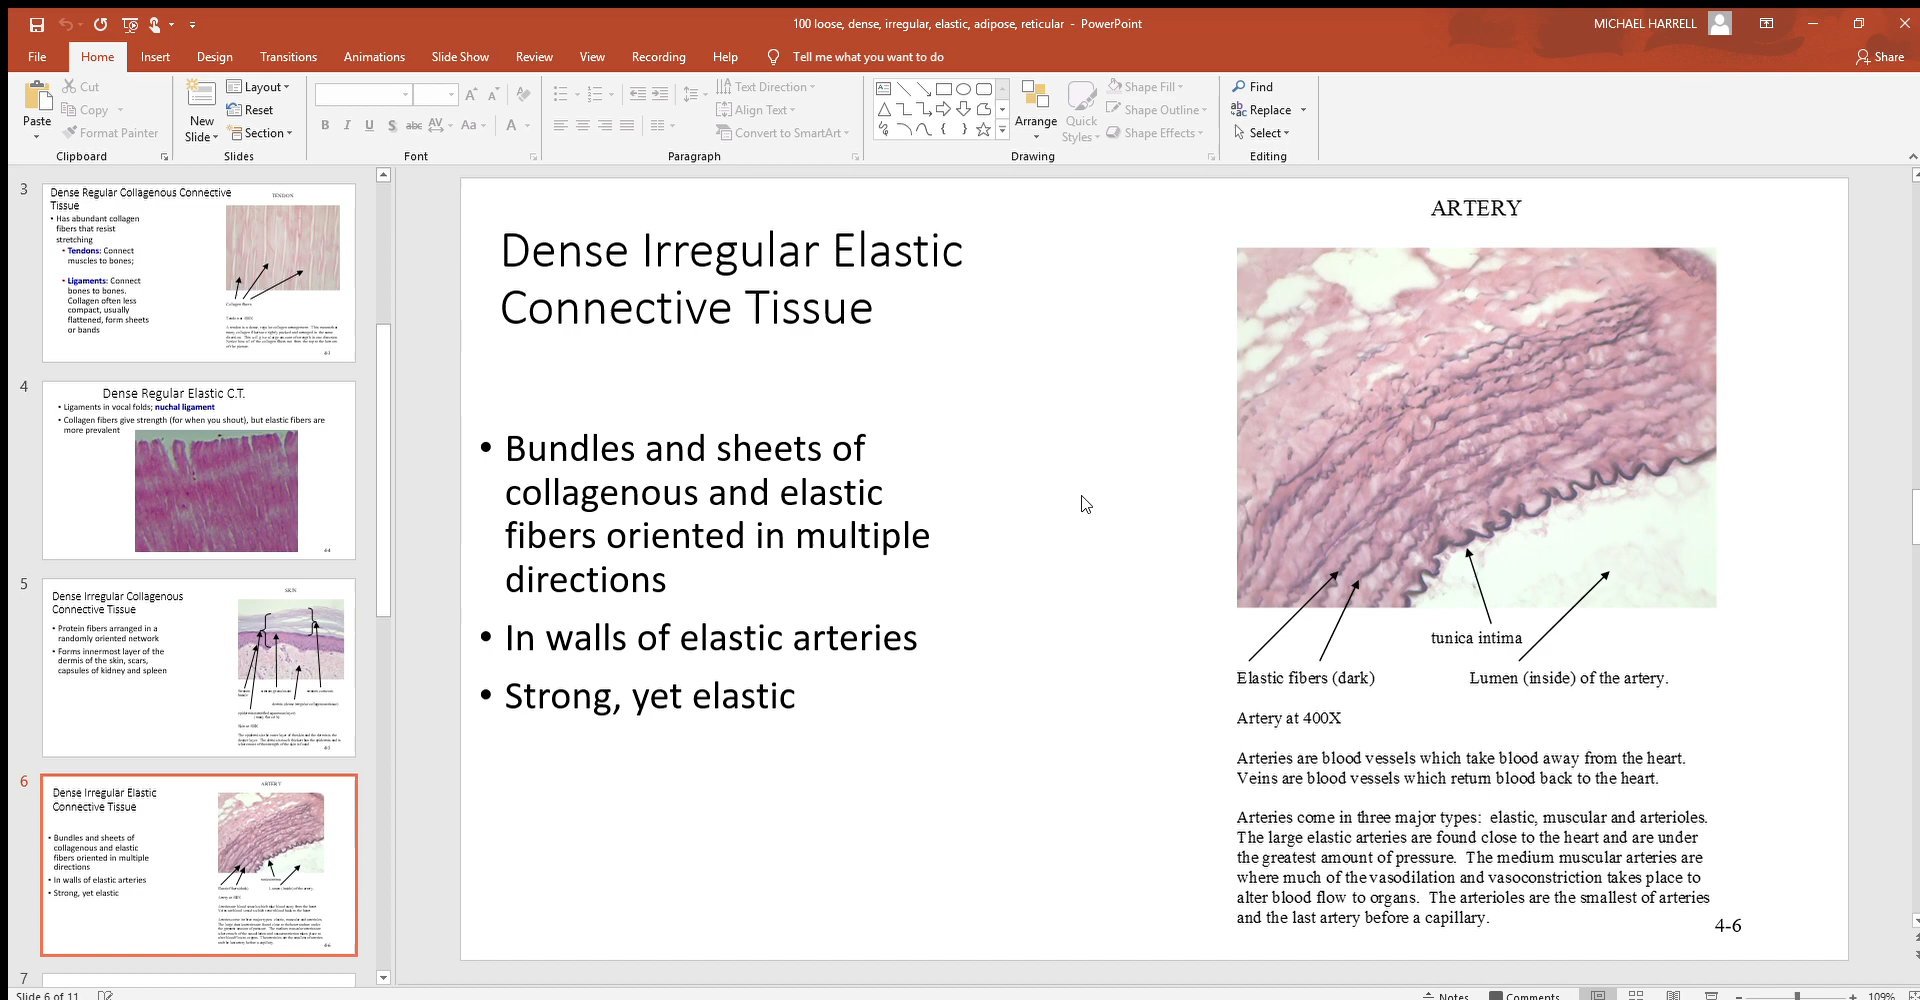 100 loose, dense, irregular, elastic, adipose, reticular - PowerPoint
MICHAEL HARRELL
File Home Insert Design Transitions Animations Slide Show Review View Recording Help Tell me what you want to do
Share
Paste
Cut
Copy
Format Painter
Clipboard
New Slide
Layout
Reset
Section
Slides
B I U S abc AV Aa A
Font
Text Direction
Align Text
Convert to SmartArt
Paragraph
Arrange
Quick Styles
Shape Fill
Shape Outline
Shape Effects
Drawing
Find
Replace
Select
Editing
3
Dense Regular Collagenous Connective
Tissue
• Has abundant collagen
fibers that resist
stretching
• Tendons: Connect
muscles to bones;
• Ligaments: Connect
bones to bones.
Collagen often less
compact, usually
flattened, form sheets
or bands
TENDON
Collagen fibers
4-3
4
Dense Regular Elastic C.T.
• Ligaments in vocal folds; nuchal ligament
• Collagen fibers give strength (for when you shout), but elastic fibers are
more prevalent
4-4
5
Dense Irregular Collagenous
Connective Tissue
• Protein fibers arranged in a
randomly oriented network
• Forms innermost layer of the
dermis of the skin, scars,
capsules of kidney and spleen
SKIN
4-5
6
Dense Irregular Elastic
Connective Tissue
• Bundles and sheets of
collagenous and elastic
fibers oriented in multiple
directions
• In walls of elastic arteries
• Strong, yet elastic
ARTERY
4-6
7
Dense Irregular Elastic
Connective Tissue
• Bundles and sheets of
collagenous and elastic
fibers oriented in multiple
directions
• In walls of elastic arteries
• Strong, yet elastic
ARTERY
tunica intima
Elastic fibers (dark)
Lumen (inside) of the artery.
Artery at 400X
Arteries are blood vessels which take blood away from the heart.
Veins are blood vessels which return blood back to the heart.
Arteries come in three major types: elastic, muscular and arterioles.
The large elastic arteries are found close to the heart and are under
the greatest amount of pressure. The medium muscular arteries are
where much of the vasodilation and vasoconstriction takes place to
alter blood flow to organs. The arterioles are the smallest of arteries
and the last artery before a capillary.
4-6
Slide 6 of 11
Notes
Comments
109%